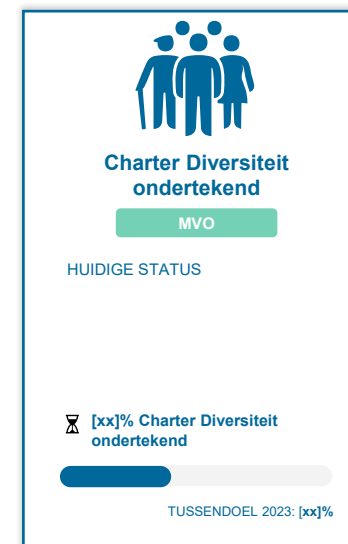 Charter Diversiteit
ondertekend
MVO
HUIDIGE STATUS
[xx]% Charter Diversiteit
ondertekend
TUSSENDOEL 2023: [xx]%